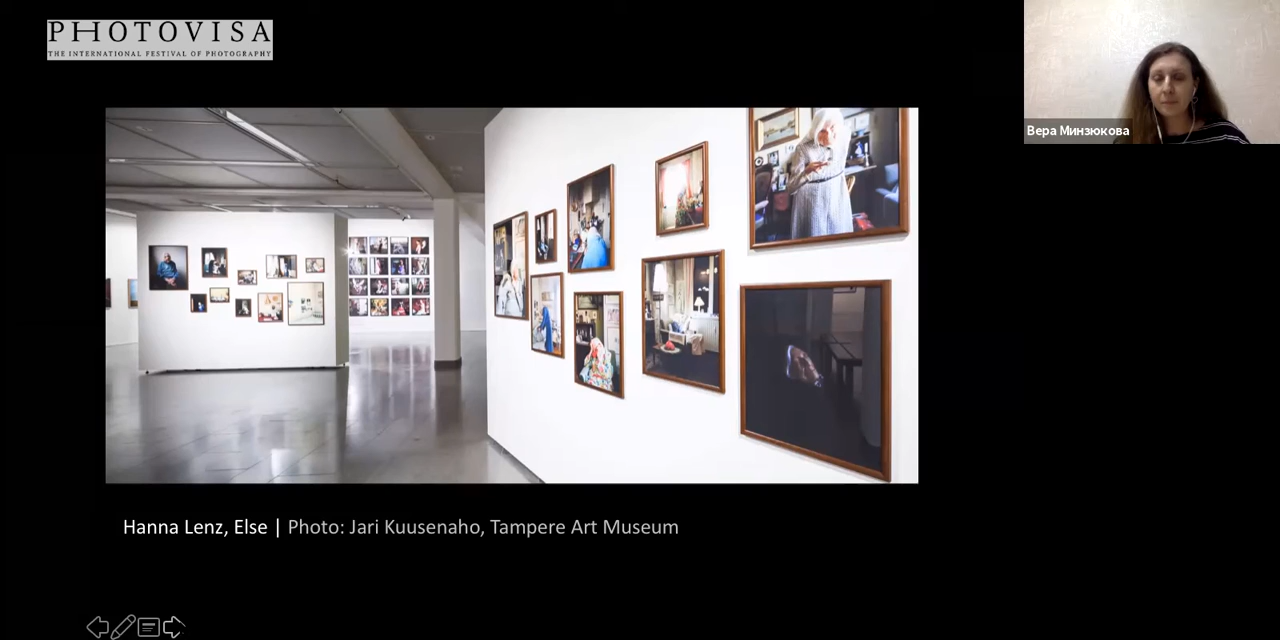 PHOTOVISA
THE INTERNATIONAL FESTIVAL OF PHOTOGRAPHY
Вера Минзюкова
Hanna Lenz, Else | Photo: Jari Kuusenaho, Tampere Art Museum